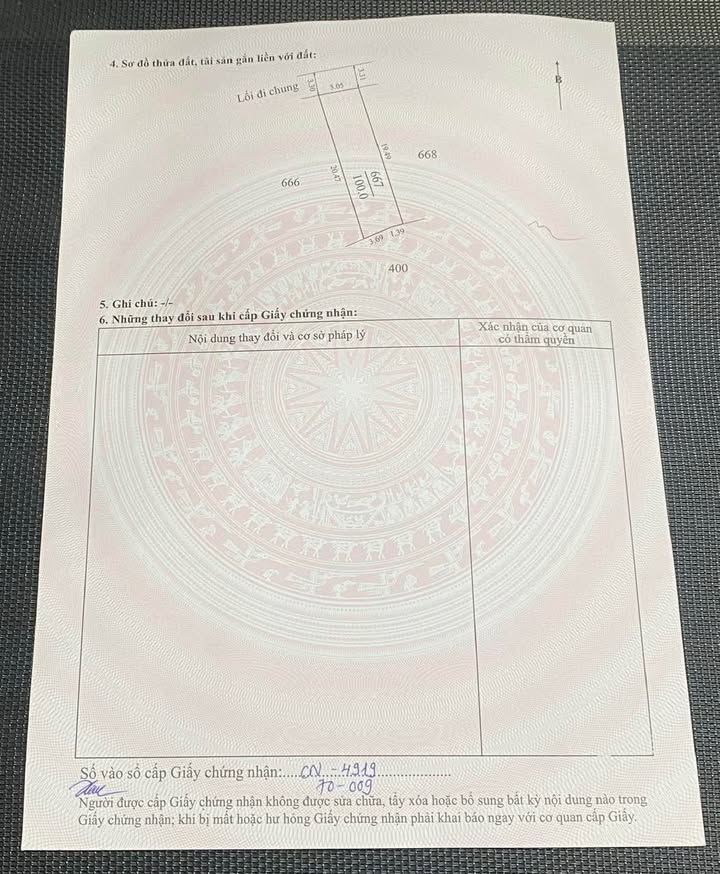 4. Sơ đồ thửa đất, tài sản gắn liền với đất:
Lối đi chung
3.30
5.05
3.31
B
19.49
668
666
20.47
667
100.0
3.69
1.39
400
5. Ghi chú: -/-
6. Những thay đổi sau khi cấp Giấy chứng nhận:
Nội dung thay đổi và cơ sở pháp lý
Xác nhận của cơ quan
có thẩm quyền
Số vào sổ cấp Giấy chứng nhận:....CN-4919....................
70-009
Người được cấp Giấy chứng nhận không được sửa chữa, tẩy xóa hoặc bổ sung bất kỳ nội dung nào trong
Giấy chứng nhận; khi bị mất hoặc hư hỏng Giấy chứng nhận phải khai báo ngay với cơ quan cấp Giấy.